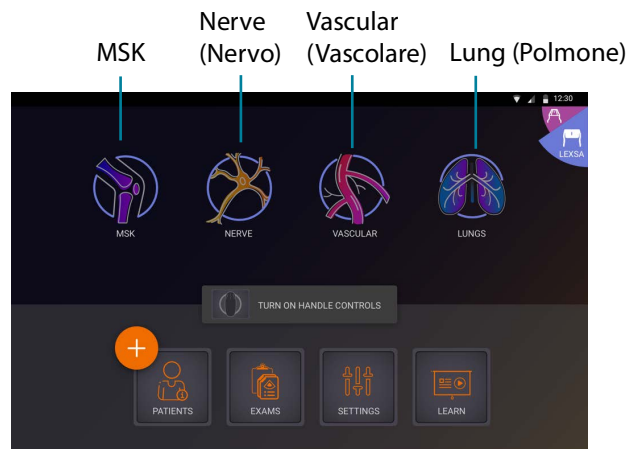 MSK
Nerve
(Nervo)
Vascular
(Vascolare)
Lung (Polmone)
12:30
LEXSA
MSK
NERVE
VASCULAR
LUNGS
TURN ON HANDLE CONTROLS
PATIENTS
EXAMS
SETTINGS
LEARN